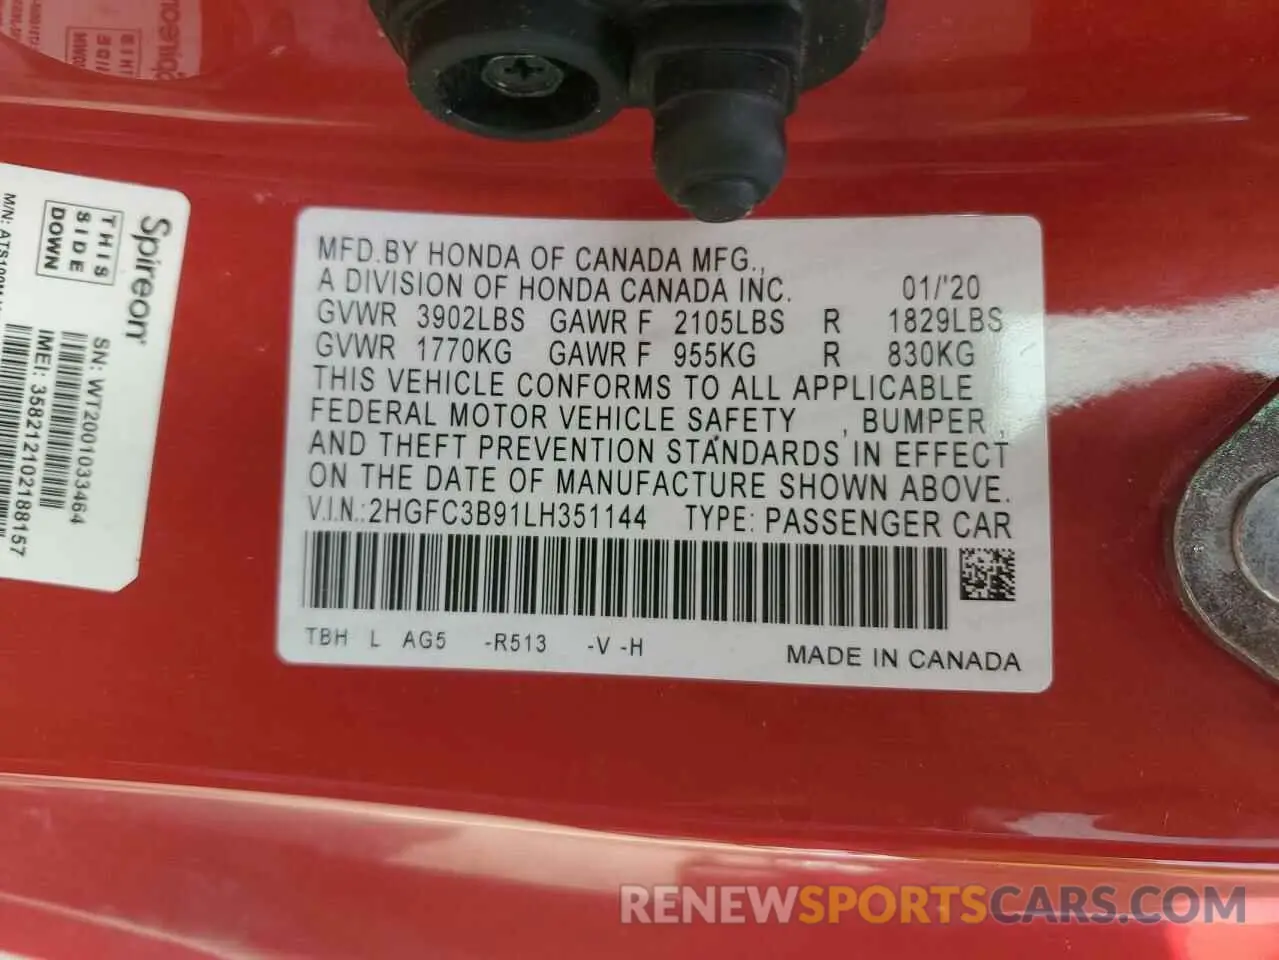 Spireon
THIS
SIDE
DOWN
SN: W1720010333464
IMEI: 358212102188157
MFD.BY HONDA OF CANADA MFG.,
A DIVISION OF HONDA CANADA INC. 01/'20
GVWR 3902LBS GAWR F 2105LBS R 1829LBS
GVWR 1770KG GAWR F 955KG R 830KG
THIS VEHICLE CONFORMS TO ALL APPLICABLE
FEDERAL MOTOR VEHICLE SAFETY , BUMPER ,
AND THEFT PREVENTION STANDARDS IN EFFECT
ON THE DATE OF MANUFACTURE SHOWN ABOVE.
V.I.N.:2HGFC3B91LH351144 TYPE: PASSENGER CAR
TBH L AG5 -R513 -V -H
MADE IN CANADA
RENEWSPORTSCARS.COM